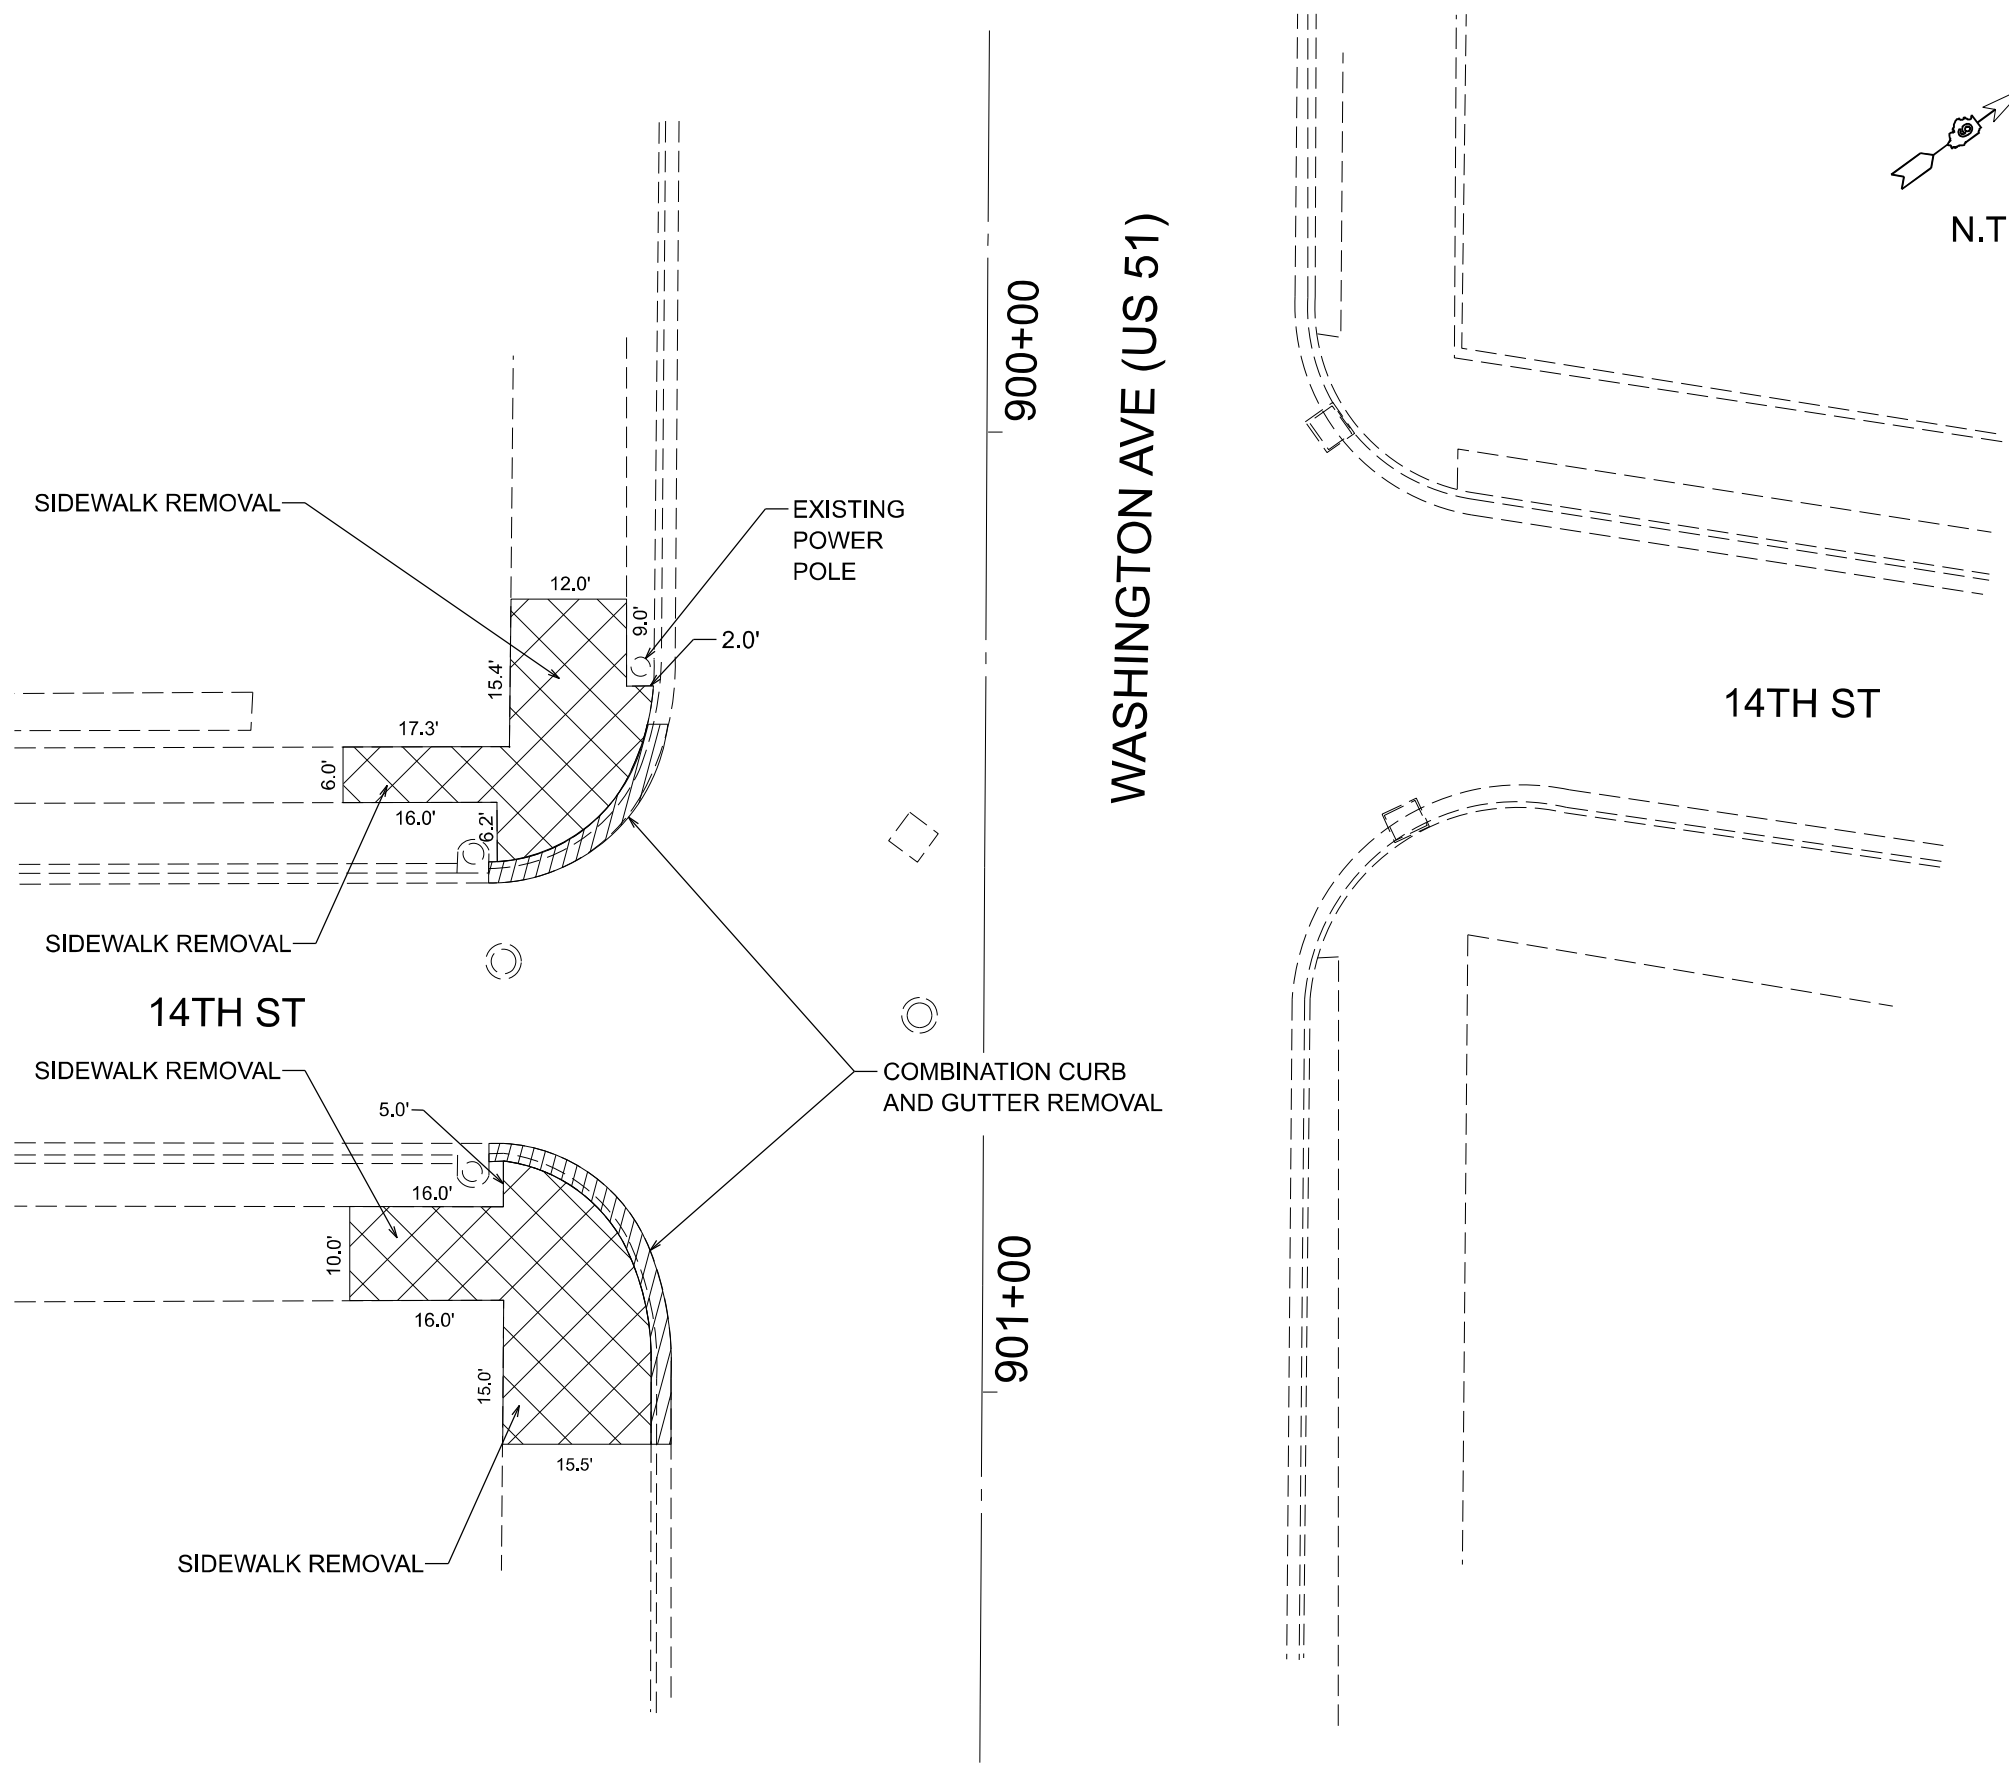 N.T
WASHINGTON AVE (US 51)
900+00
SIDEWALK REMOVAL
EXISTING
POWER
POLE
12.0'
9.0'
2.0'
15.4'
14TH ST
17.3'
6.0'
16.0'
6.2'
SIDEWALK REMOVAL
14TH ST
SIDEWALK REMOVAL
COMBINATION CURB
AND GUTTER REMOVAL
5.0'
16.0'
10.0'
901+00
16.0'
15.0'
15.5'
SIDEWALK REMOVAL